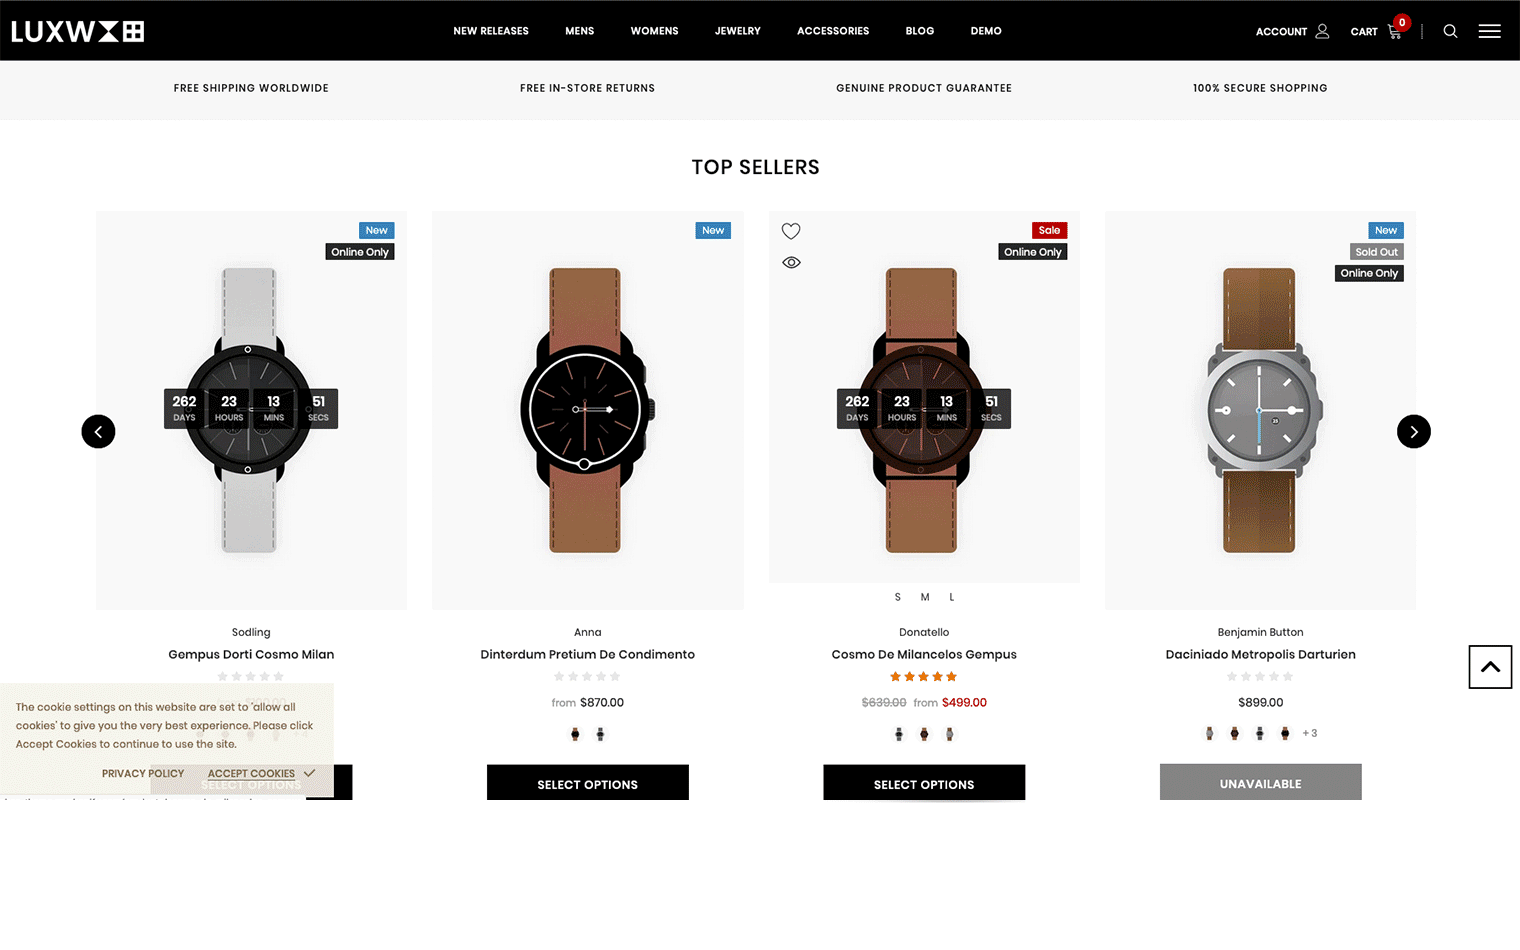 LUXW
NEW RELEASES MENS WOMENS JEWELRY ACCESSORIES BLOG DEMO
ACCOUNT CART 0
FREE SHIPPING WORLDWIDE FREE IN-STORE RETURNS GENUINE PRODUCT GUARANTEE 100% SECURE SHOPPING
TOP SELLERS
New
Online Only
262 23 13 51
DAYS HOURS MINS SECS
Sodling
Gempus Dorti Cosmo Milan
New
Anna
Dinterdum Pretium De Condimento
from $870.00
SELECT OPTIONS
Sale
Online Only
262 23 13 51
DAYS HOURS MINS SECS
S M L
Donatello
Cosmo De Milancelos Gempus
$639.00 from $499.00
SELECT OPTIONS
New
Sold Out
Online Only
25
Benjamin Button
Daciniado Metropolis Darturien
$899.00
+ 3
UNAVAILABLE
The cookie settings on this website are set to 'allow all
cookies' to give you the very best experience. Please click
Accept Cookies to continue to use the site.
PRIVACY POLICY ACCEPT COOKIES
SELECT OPTIONS